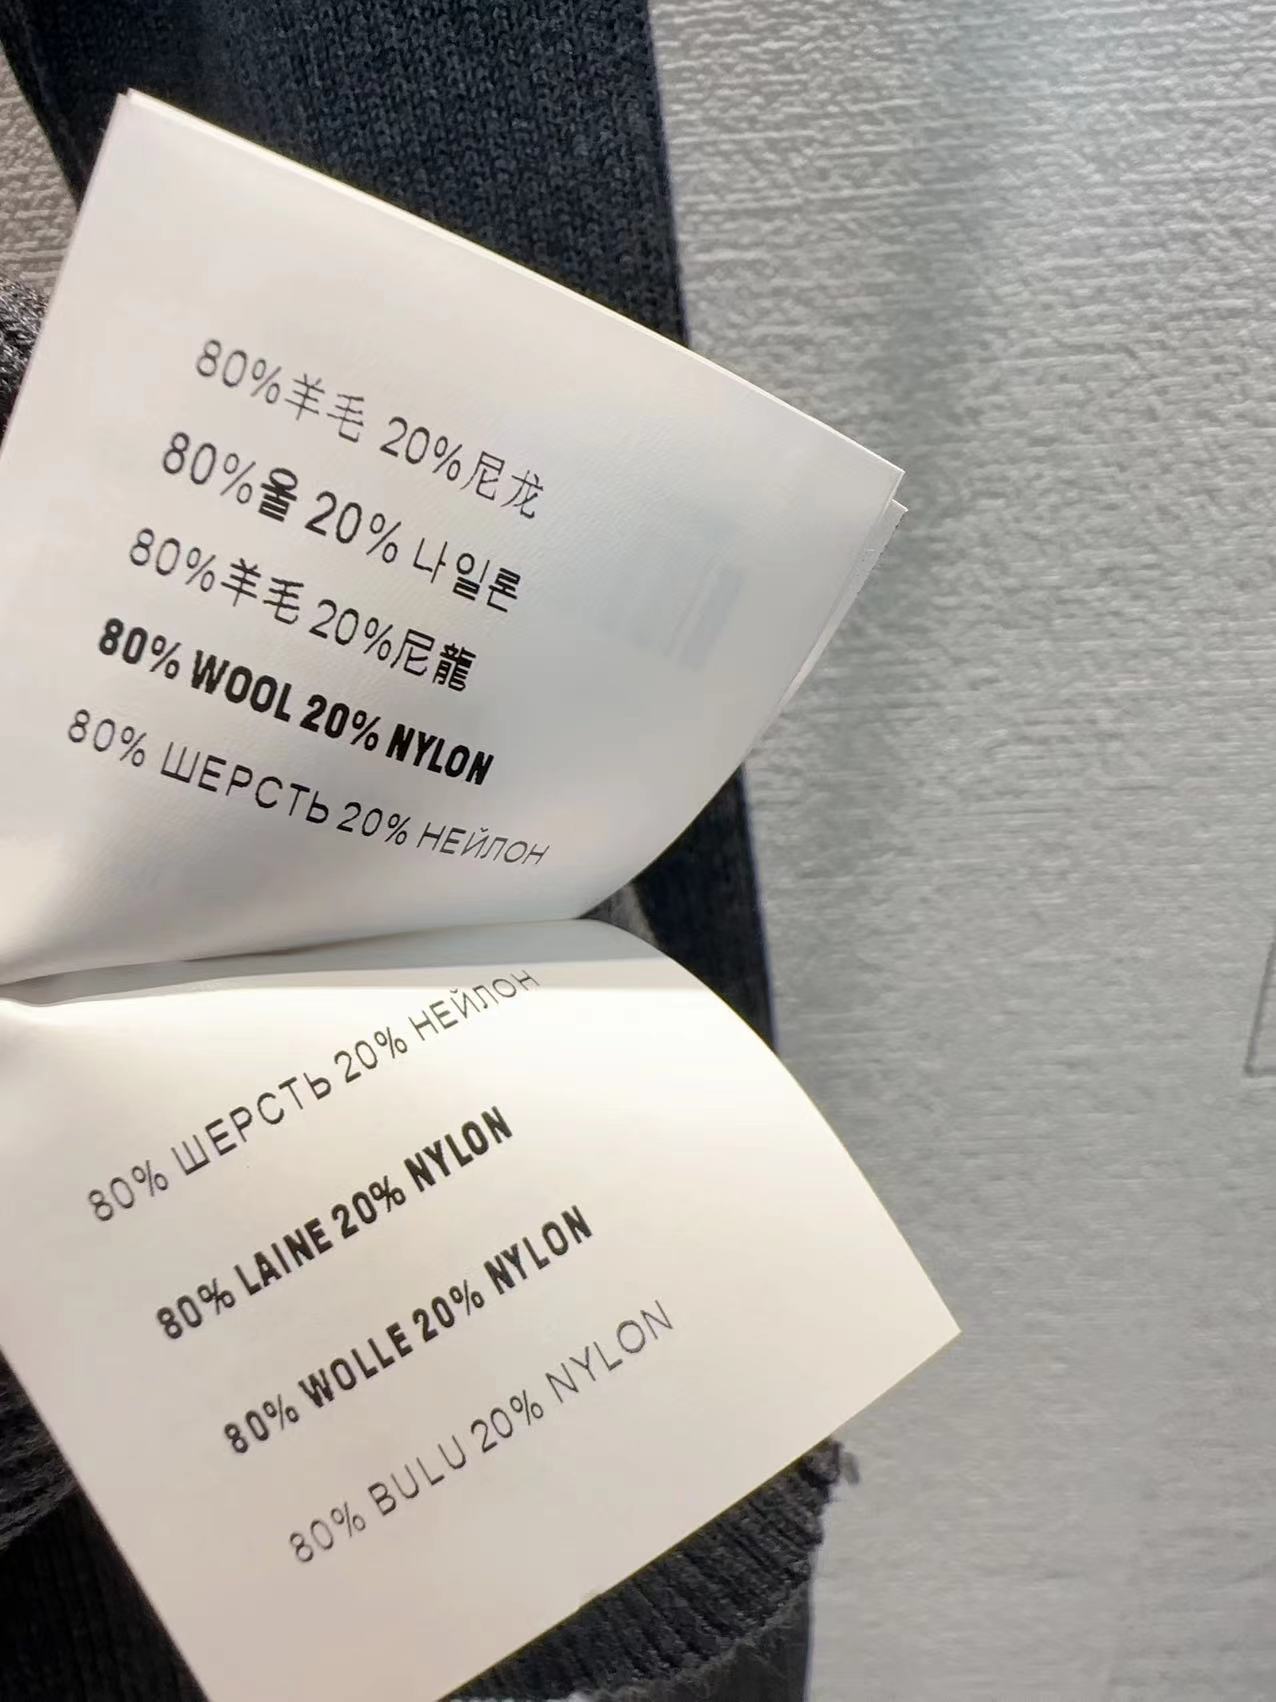 80%羊毛 20%尼龙
80%울 20% 나일론
80%羊毛 20%尼龍
80% WOOL 20% NYLON
80% ШЕРСТЬ 20% НЕЙЛОН
80% ШЕРСТЬ 20% НЕЙЛОН
80% LAINE 20% NYLON
80% WOLLE 20% NYLON
80% BULU 20% NYLON